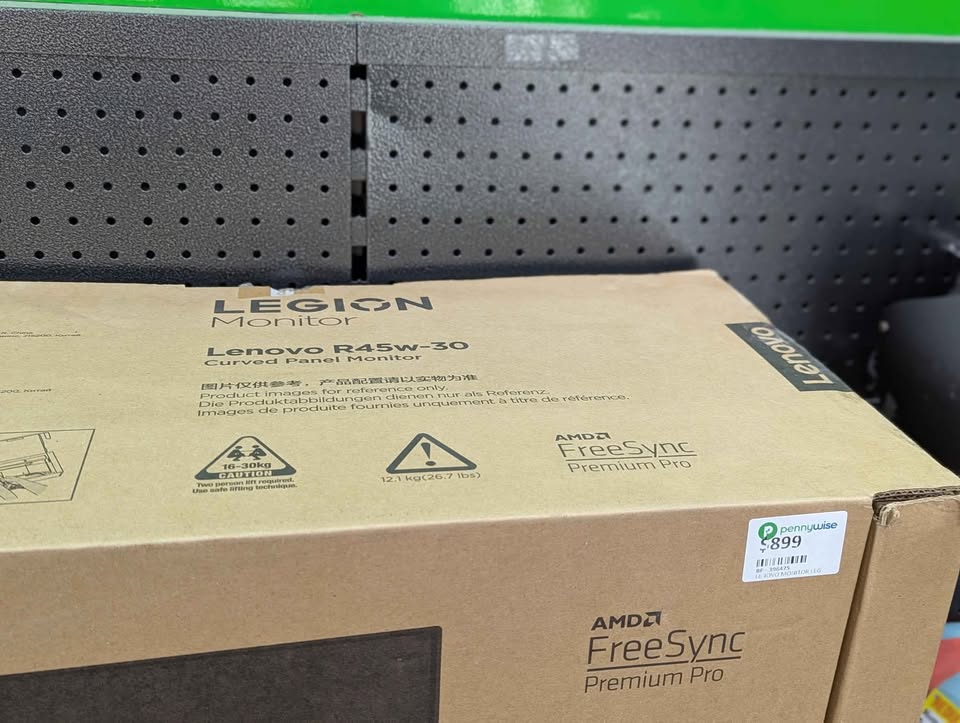 LEGION
Monitor
Lenovo R45w-30
Curved Panel Monitor
图片仅供参考，产品配置请以实物为准
Product images for reference only.
Die Produktabbildungen dienen nur als Referenz.
Images de produite fournies unquement à titre de référence.
Lenovo
16-30kg
CAUTION
Two person lift required.
Use safe lifting technique.
12.1 kg(26.7 lbs)
AMD
FreeSync
Premium Pro
pennywise
$899
AMD
FreeSync
Premium Pro